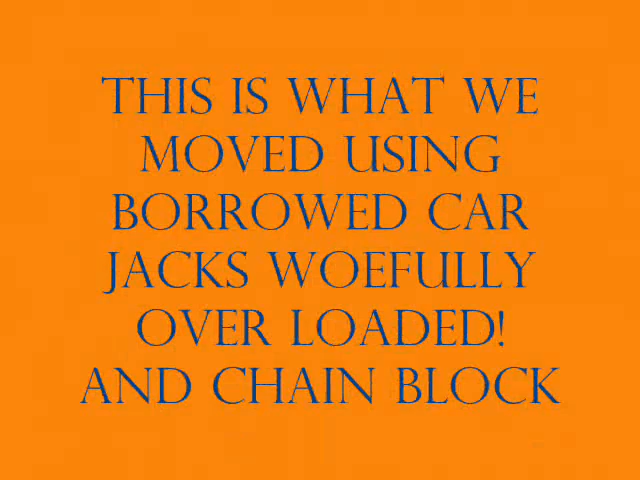 THIS IS WHAT WE
MOVED USING
BORROWED CAR
JACKS WOEFULLY
OVER LOADED!
AND CHAIN BLOCK